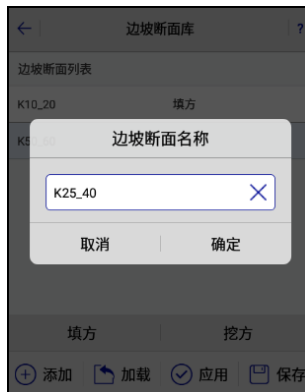 边坡断面库 ?
边坡断面列表
K10_20 填方
边坡断面名称
K25_40
取消 确定
填方 挖方
添加 加载 应用 保存